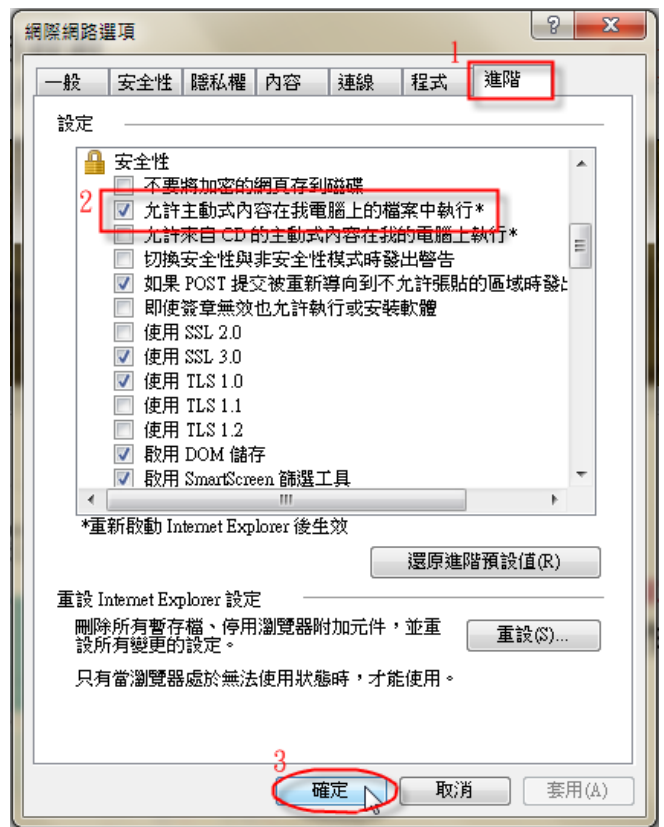 網際網路選項
1
一般 安全性 隱私權 內容 連線 程式 進階
設定
安全性
不要將加密的網頁存到磁碟
2
允許主動式內容在我電腦上的檔案中執行*
允許來自 CD 的主動式內容在我的電腦上執行*
切換安全性與非安全性模式時發出警告
如果 POST 提交被重新導向到不允許張貼的區域時發出
即使簽章無效也允許執行或安裝軟體
使用 SSL 2.0
使用 SSL 3.0
使用 TLS 1.0
使用 TLS 1.1
使用 TLS 1.2
啟用 DOM 儲存
啟用 SmartScreen 篩選工具
*重新啟動 Internet Explorer 後生效
還原進階預設值(R)
重設 Internet Explorer 設定
刪除所有暫存檔、停用瀏覽器附加元件，並重
設所有變更的設定。
重設(S)...
只有當瀏覽器處於無法使用狀態時，才能使用。
3
確定 取消 套用(A)